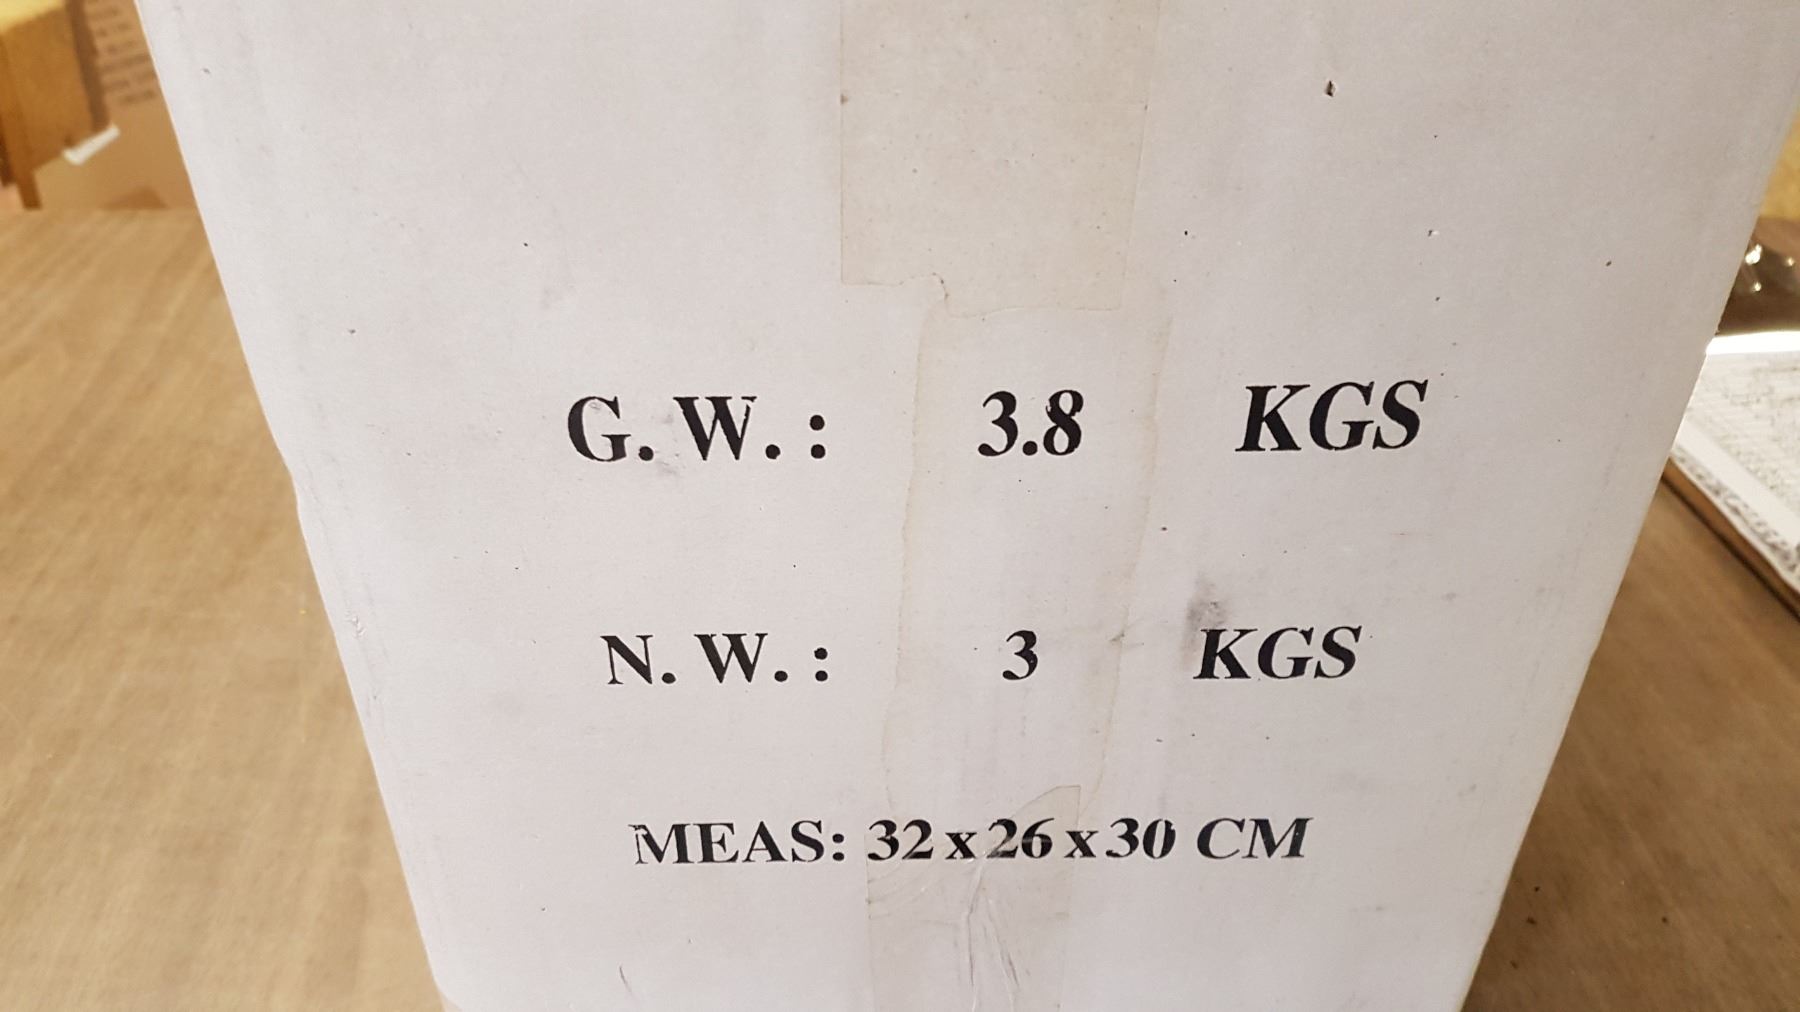 G. W. : 3.8 KGS
N. W. : 3 KGS
MEAS: 32 x 26 x 30 CM